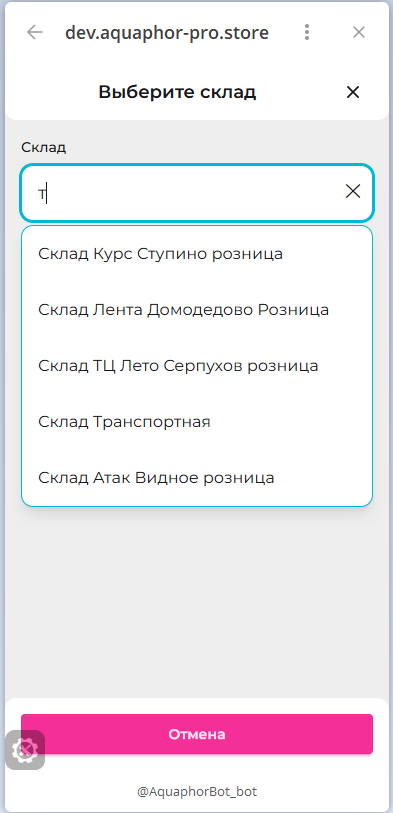 dev.aquaphor-pro.store
Выберите склад
Склад
т
Склад Курс Ступино розница
Склад Лента Домодедово Розница
Склад ТЦ Лето Серпухов розница
Склад Транспортная
Склад Атак Видное розница
Отмена
@AquaphorBot_bot